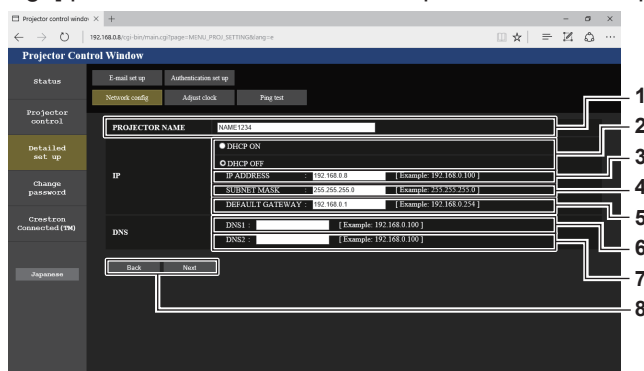 Projector control windov × +
192.168.0.8/cgi-bin/main.cgi?page=MENU_PROJ_SETTING&lang=e
Projector Control Window
Status
Projector control
Detailed set up
Change password
Crestron Connected(TM)
Japanese
E-mail set up Authentication set up
Network config Adjust clock Ping test
PROJECTOR NAME NAME1234
IP
DHCP ON
DHCP OFF
IP ADDRESS : 192.168.0.8 [ Example: 192.168.0.100 ]
SUBNET MASK : 255.255.255.0 [ Example: 255.255.255.0 ]
DEFAULT GATEWAY : 192.168.0.1 [ Example: 192.168.0.254 ]
DNS
DNS1 : [ Example: 192.168.0.100 ]
DNS2 : [ Example: 192.168.0.100 ]
Back Next
1
2
3
4
5
6
7
8